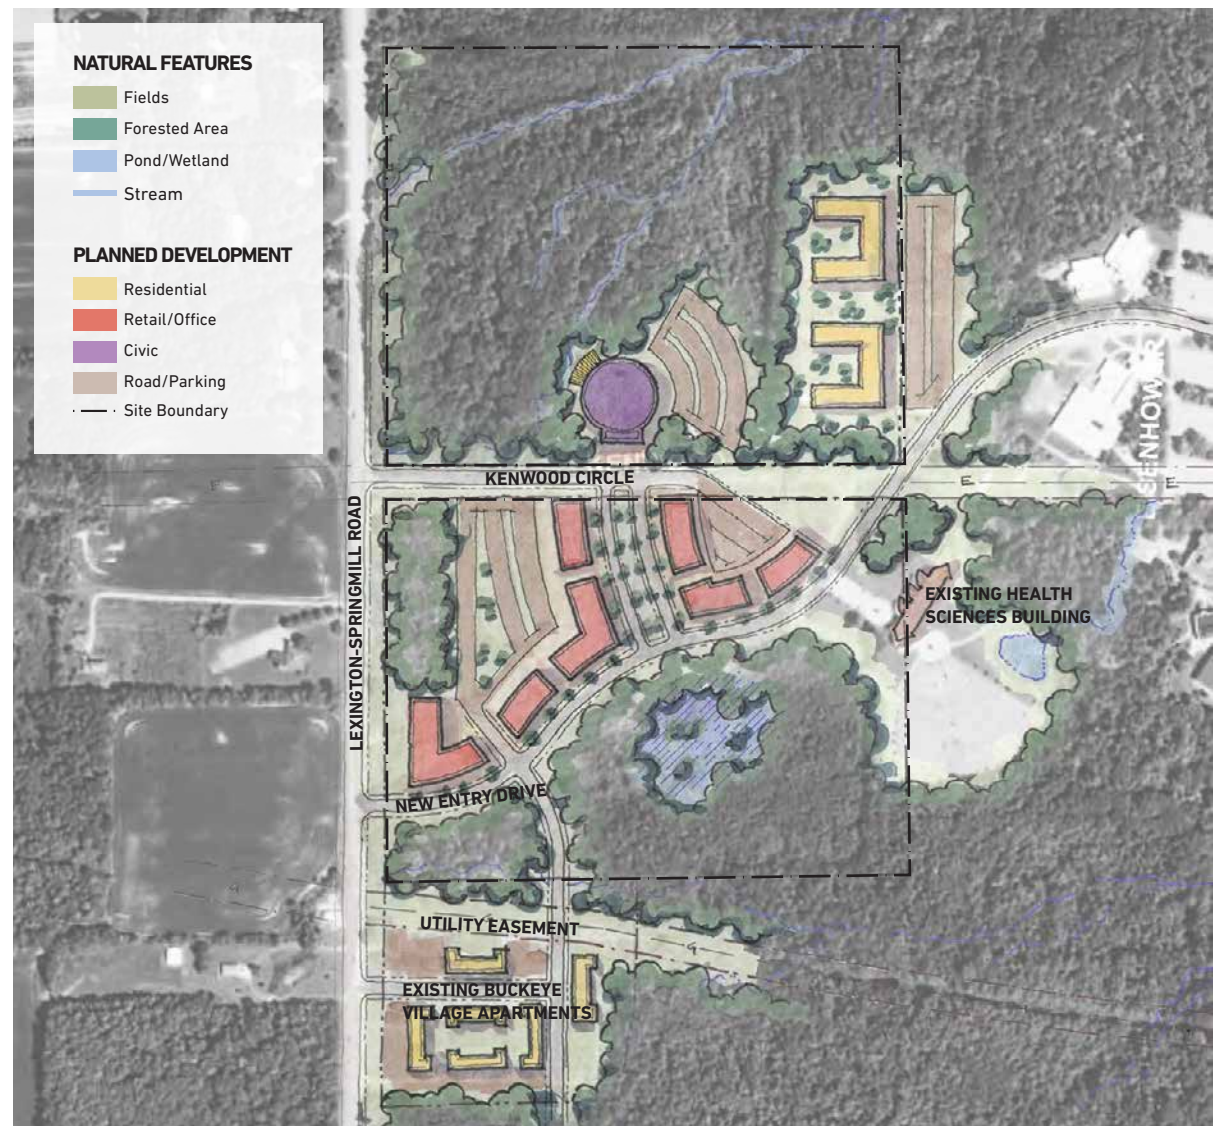 NATURAL FEATURES
Fields
Forested Area
Pond/Wetland
Stream
PLANNED DEVELOPMENT
Residential
Retail/Office
Civic
Road/Parking
Site Boundary
KENWOOD CIRCLE
LEXINGTON-SPRINGMILL ROAD
E
E
E
EXISTING HEALTH
SCIENCES BUILDING
NEW ENTRY DRIVE
G
UTILITY EASEMENT
G
EXISTING BUCKEYE
VILLAGE APARTMENTS